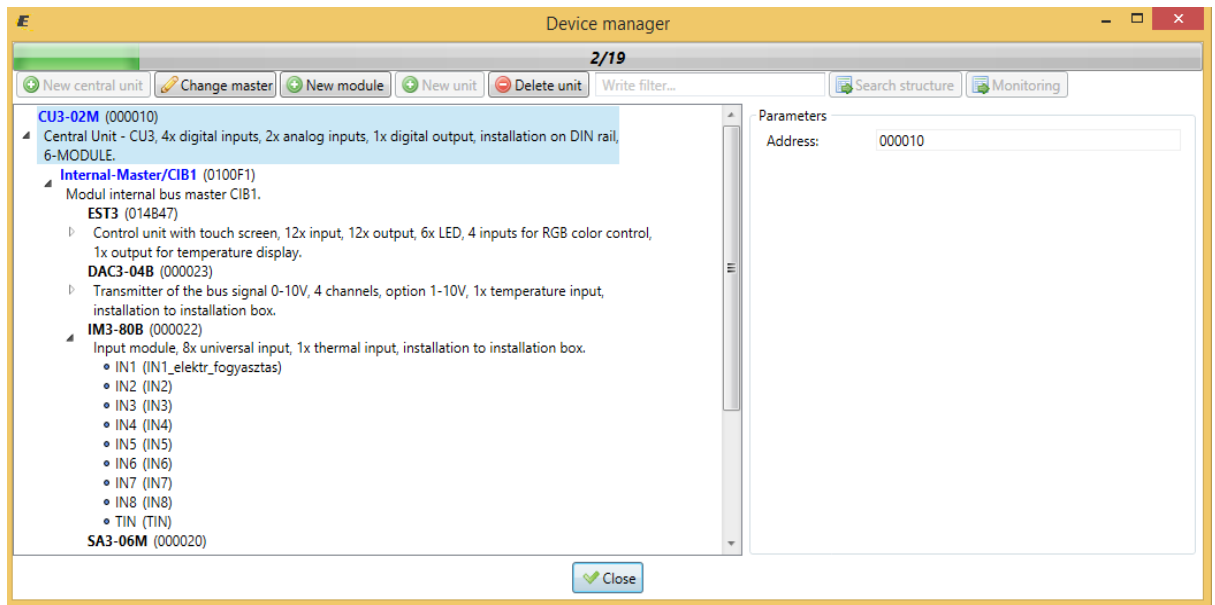 E
Device manager
2/19
New central unit Change master New module New unit Delete unit Write filter... Search structure Monitoring
CU3-02M (000010)
Central Unit - CU3, 4x digital inputs, 2x analog inputs, 1x digital output, installation on DIN rail,
6-MODULE.
Internal-Master/CIB1 (0100F1)
Modul internal bus master CIB1.
EST3 (014B47)
Control unit with touch screen, 12x input, 12x output, 6x LED, 4 inputs for RGB color control,
1x output for temperature display.
DAC3-04B (000023)
Transmitter of the bus signal 0-10V, 4 channels, option 1-10V, 1x temperature input,
installation to installation box.
IM3-80B (000022)
Input module, 8x universal input, 1x thermal input, installation to installation box.
IN1 (IN1_elektr_fogyasztas)
IN2 (IN2)
IN3 (IN3)
IN4 (IN4)
IN5 (IN5)
IN6 (IN6)
IN7 (IN7)
IN8 (IN8)
TIN (TIN)
SA3-06M (000020)
Parameters
Address: 000010
Close